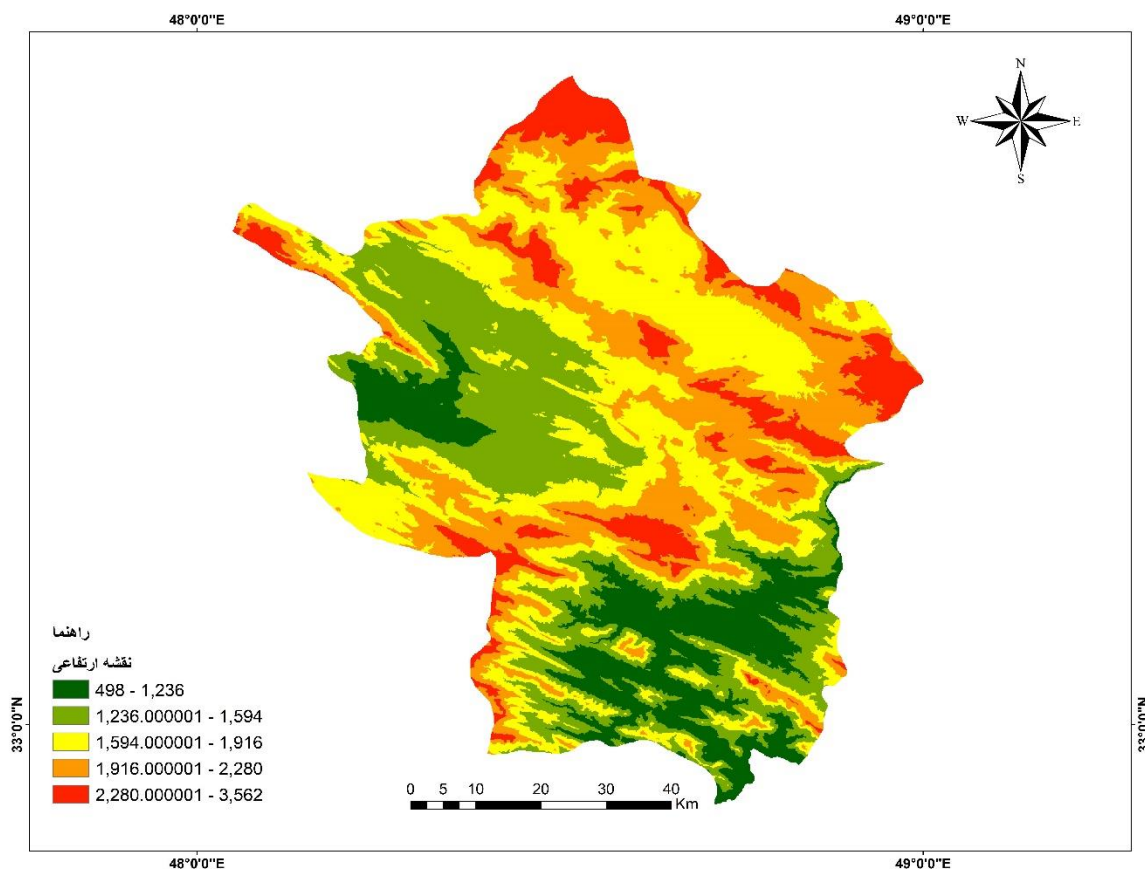 48°0'0"E 49°0'0"E
N
W E
S
راهنما
نقشه ارتفاعی
498 - 1,236
1,236.000001 - 1,594
1,594.000001 - 1,916
1,916.000001 - 2,280
2,280.000001 - 3,562
33°0'0"N 33°0'0"N
0 5 10 20 30 40
Km
48°0'0"E 49°0'0"E